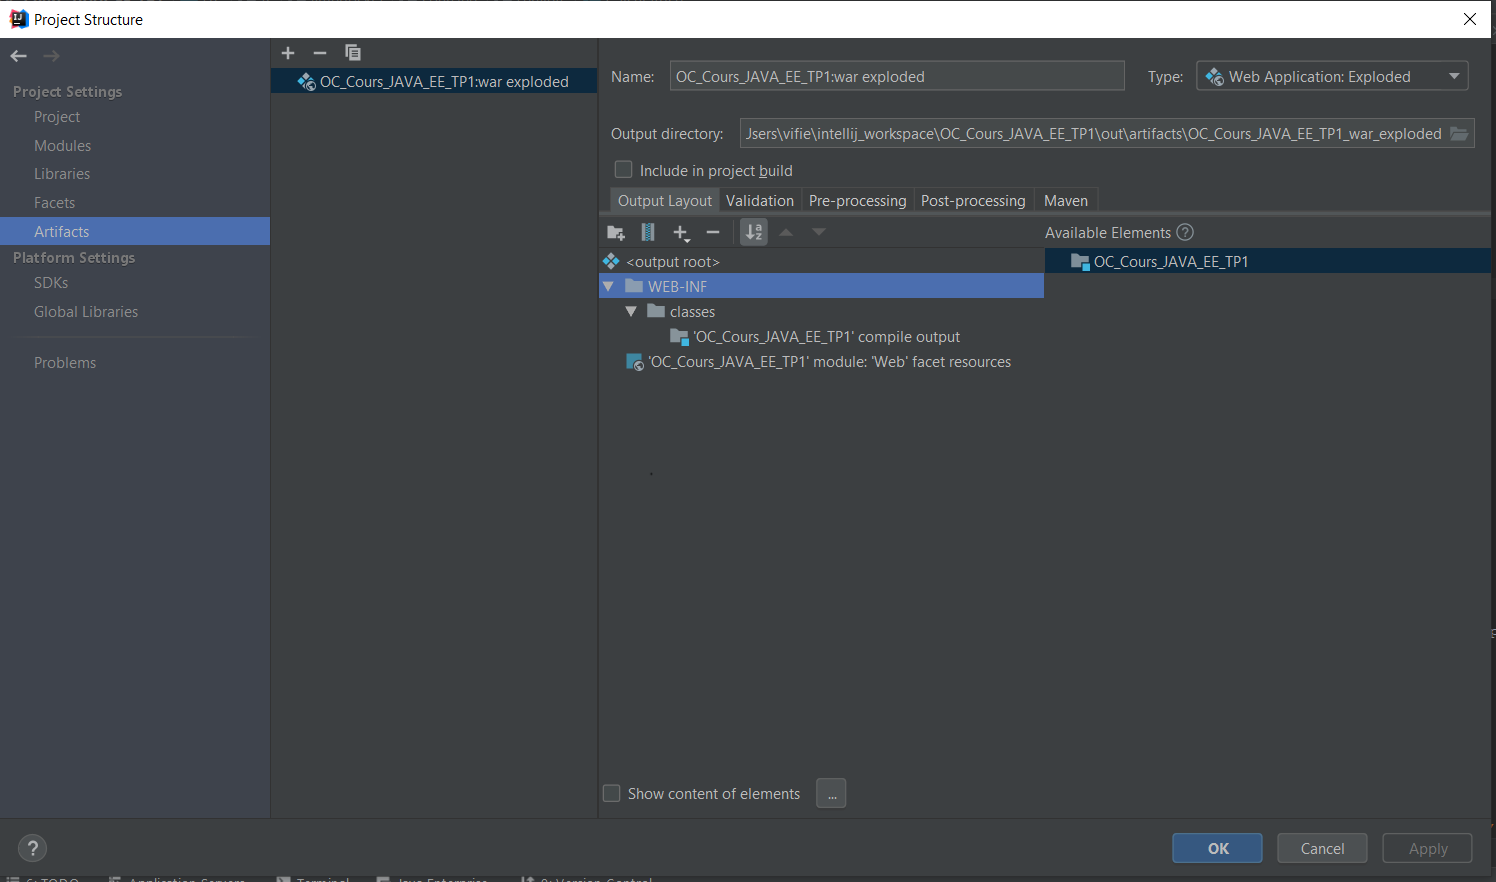 Project Structure
Project Settings
Project
Modules
Libraries
Facets
Artifacts
Platform Settings
SDKs
Global Libraries
Problems
OC_Cours_JAVA_EE_TP1:war exploded
Name: OC_Cours_JAVA_EE_TP1:war exploded Type: Web Application: Exploded
Output directory: Jsers\vifie\intellij_workspace\OC_Cours_JAVA_EE_TP1\out\artifacts\OC_Cours_JAVA_EE_TP1_war_exploded
Include in project build
Output Layout Validation Pre-processing Post-processing Maven
Available Elements ?
<output root>
WEB-INF
classes
'OC_Cours_JAVA_EE_TP1' compile output
'OC_Cours_JAVA_EE_TP1' module: 'Web' facet resources
OC_Cours_JAVA_EE_TP1
Show content of elements ...
? OK Cancel Apply